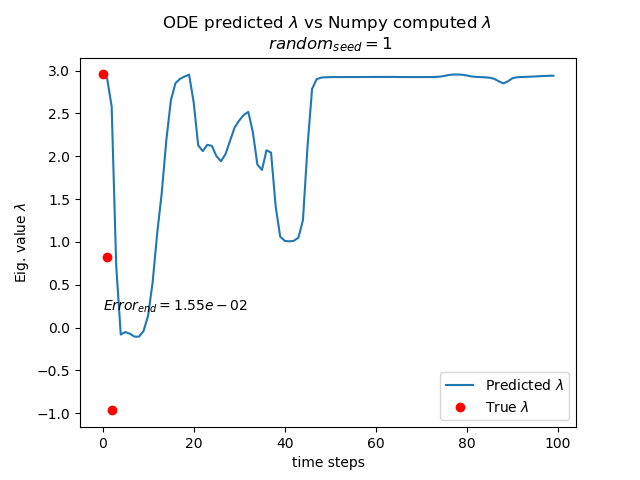 ODE predicted λ vs Numpy computed λ
random_seed = 1
Eig. value λ
3.0
2.5
2.0
1.5
1.0
0.5
0.0
−0.5
−1.0
Error_end = 1.55e − 02
Predicted λ
True λ
0 20 40 60 80 100
time steps